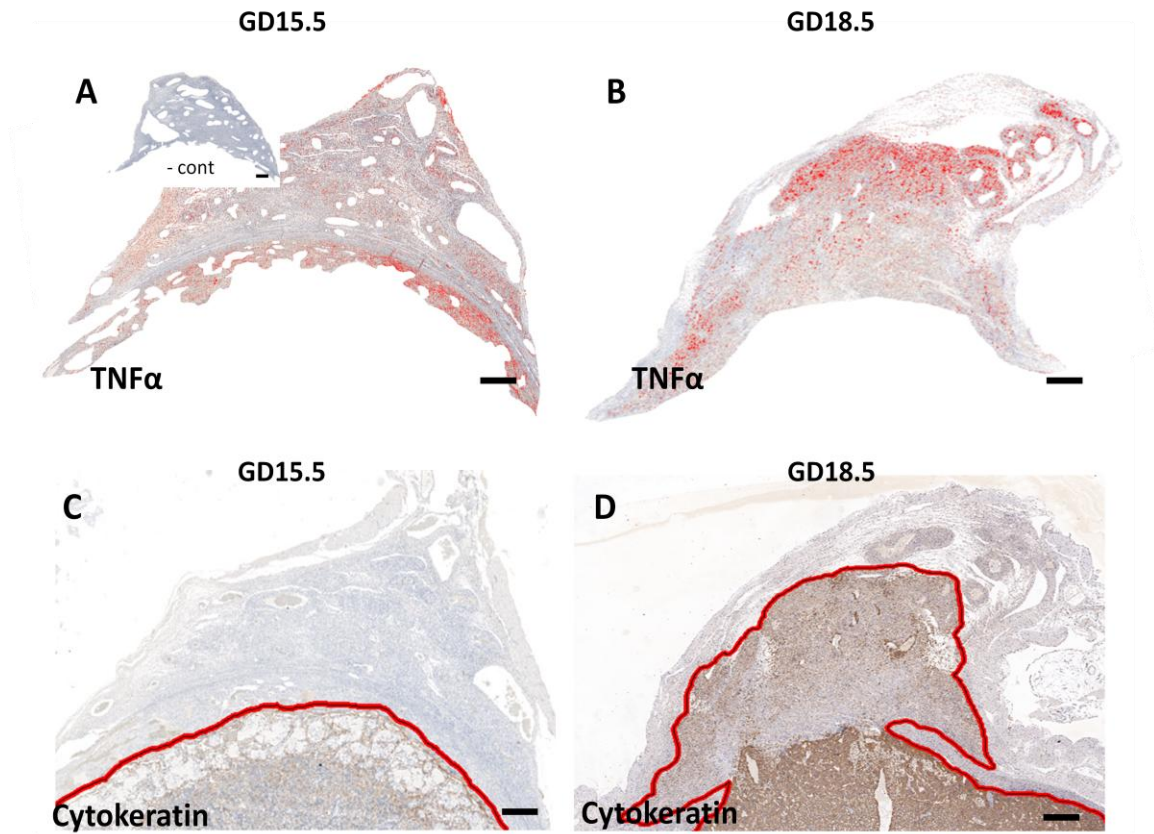 GD15.5
GD18.5
A
B
- cont
TNFα
TNFα
GD15.5
GD18.5
C
D
Cytokeratin
Cytokeratin